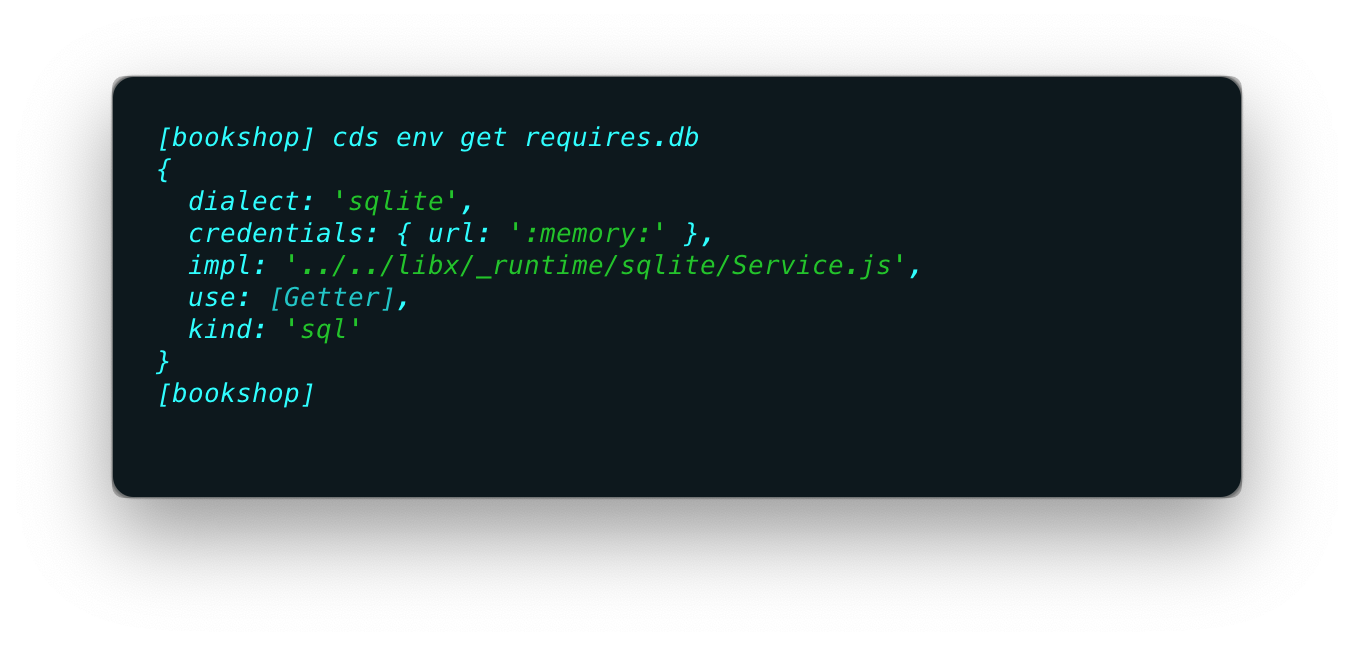 [bookshop] cds env get requires.db
{
  dialect: 'sqlite',
  credentials: { url: ':memory:' },
  impl: '../../libx/_runtime/sqlite/Service.js',
  use: [Getter],
  kind: 'sql'
}
[bookshop]